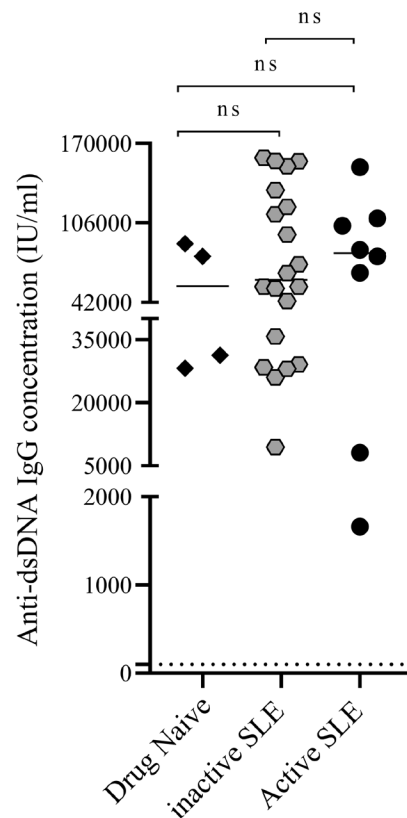 ns
ns
ns
170000
106000
42000
35000
20000
5000
2000
1000
0
Anti-dsDNA IgG concentration (IU/ml)
Drug Naive
inactive SLE
Active SLE